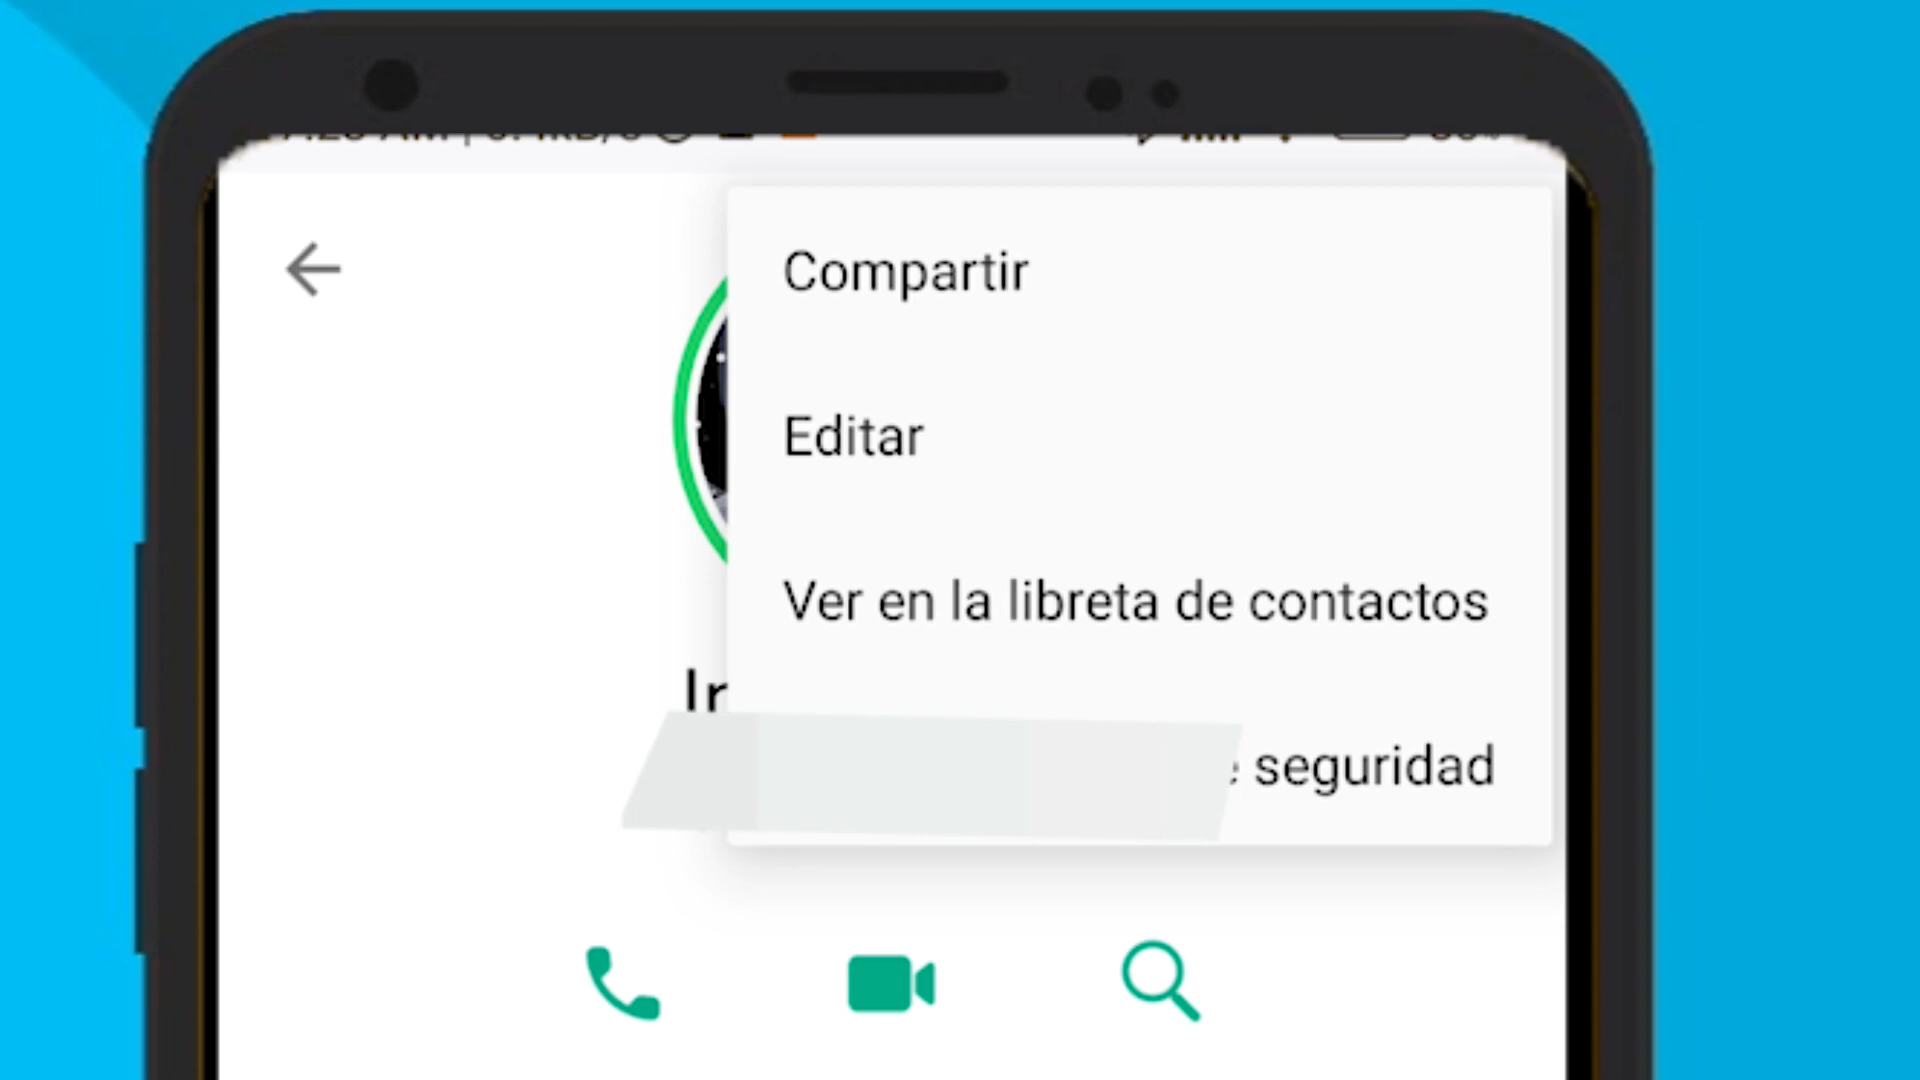 Compartir
Editar
Ver en la libreta de contactos
seguridad